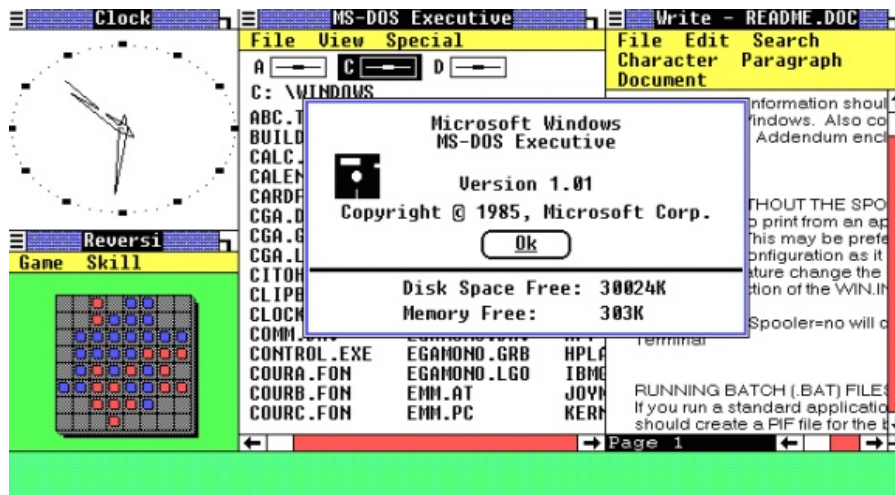 Clock
MS-DOS Executive
File View Special
A C D
C: \WINDOWS
ABC.T
BUILD
CALC.
CALEN
CARDF
CGA.D
CGA.G
CGA.L
CITOH
CLIPB
CLOCK
CONTROL.EXE EGAMONO.GRB HPLA
COURA.FON EGAMONO.LGO IBMG
COURB.FON EMM.AT JOYN
COURC.FON EMM.PC KERN
Microsoft Windows
MS-DOS Executive
Version 1.01
Copyright © 1985, Microsoft Corp.
Ok
Disk Space Free: 30024K
Memory Free: 303K
Write - README.DOC
File Edit Search
Character Paragraph
Document
nformation shoul
indows. Also co
Addendum encl
THOUT THE SPO
o print from an ap
his may be prefe
onfiguration as it
ature change the
tion of the WIN.IN
Spooler=no will c
Terminal
RUNNING BATCH (.BAT) FILES
If you run a standard applicatio
should create a PIF file for the b
Page 1
Reversi
Game Skill